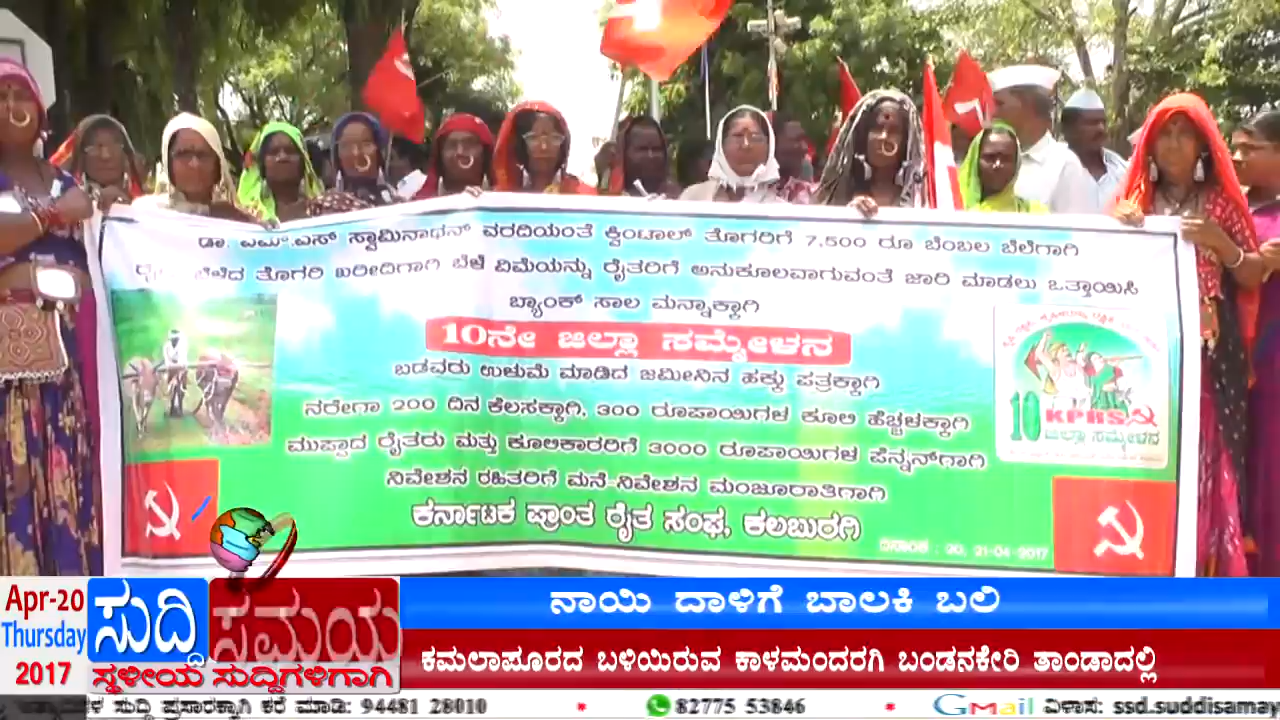 ಡಾ. ಎಮ್.ಎಸ್ ಸ್ವಾಮಿನಾಥನ್ ವರದಿಯಂತೆ ಕ್ವಿಂಟಾಲ್ ತೊಗರಿಗೆ 7,500 ರೂ ಬೆಂಬಲ ಬೆಲೆಗಾಗಿ
ಬೆಳೆದ ತೊಗರಿ ಖರೀದಿಗಾಗಿ ಬೆಳೆ ವಿಮೆಯನ್ನು ರೈತರಿಗೆ ಅನುಕೂಲವಾಗುವಂತೆ ಜಾರಿ ಮಾಡಲು ಒತ್ತಾಯಿಸಿ
ಬ್ಯಾಂಕ್ ಸಾಲ ಮನ್ನಾಕ್ಕಾಗಿ
10ನೇ ಜಿಲ್ಲಾ ಸಮ್ಮೇಳನ
ಬಡವರು ಉಳುಮೆ ಮಾಡಿದ ಜಮೀನಿನ ಹಕ್ಕು ಪತ್ರಕ್ಕಾಗಿ
ನರೇಗಾ 200 ದಿನ ಕೆಲಸಕ್ಕಾಗಿ, 300 ರೂಪಾಯಿಗಳ ಕೂಲಿ ಹೆಚ್ಚಳಕ್ಕಾಗಿ
ಮುಪ್ಪಾದ ರೈತರು ಮತ್ತು ಕೂಲಿಕಾರರಿಗೆ 3000 ರೂಪಾಯಿಗಳ ಪೆನ್ಷನ್‌ಗಾಗಿ
ನಿವೇಶನ ರಹಿತರಿಗೆ ಮನೆ-ನಿವೇಶನ ಮಂಜೂರಾತಿಗಾಗಿ
ಕರ್ನಾಟಕ ಪ್ರಾಂತ ರೈತ ಸಂಘ, ಕಲಬುರಗಿ
ದಿನಾಂಕ : 20, 21-04-2017
10 KPRS
ಜಿಲ್ಲಾ ಸಮ್ಮೇಳನ
Apr-20
Thursday
2017
ಸುದ್ದಿ ಸಮಯ
ಸ್ಥಳೀಯ ಸುದ್ದಿಗಳಿಗಾಗಿ
ನಾಯಿ ದಾಳಿಗೆ ಬಾಲಕಿ ಬಲಿ
ಕಮಲಾಪೂರದ ಬಳಿಯಿರುವ ಕಾಳಮಂದರಗಿ ಬಂಡನಕೇರಿ ತಾಂಡಾದಲ್ಲಿ
ಸುದ್ದಿ ಪ್ರಸಾರಕ್ಕಾಗಿ ಕರೆ ಮಾಡಿ: 94481 28010 * 82775 53846 * Gmail ವಿಳಾಸ: ssd.suddisamay